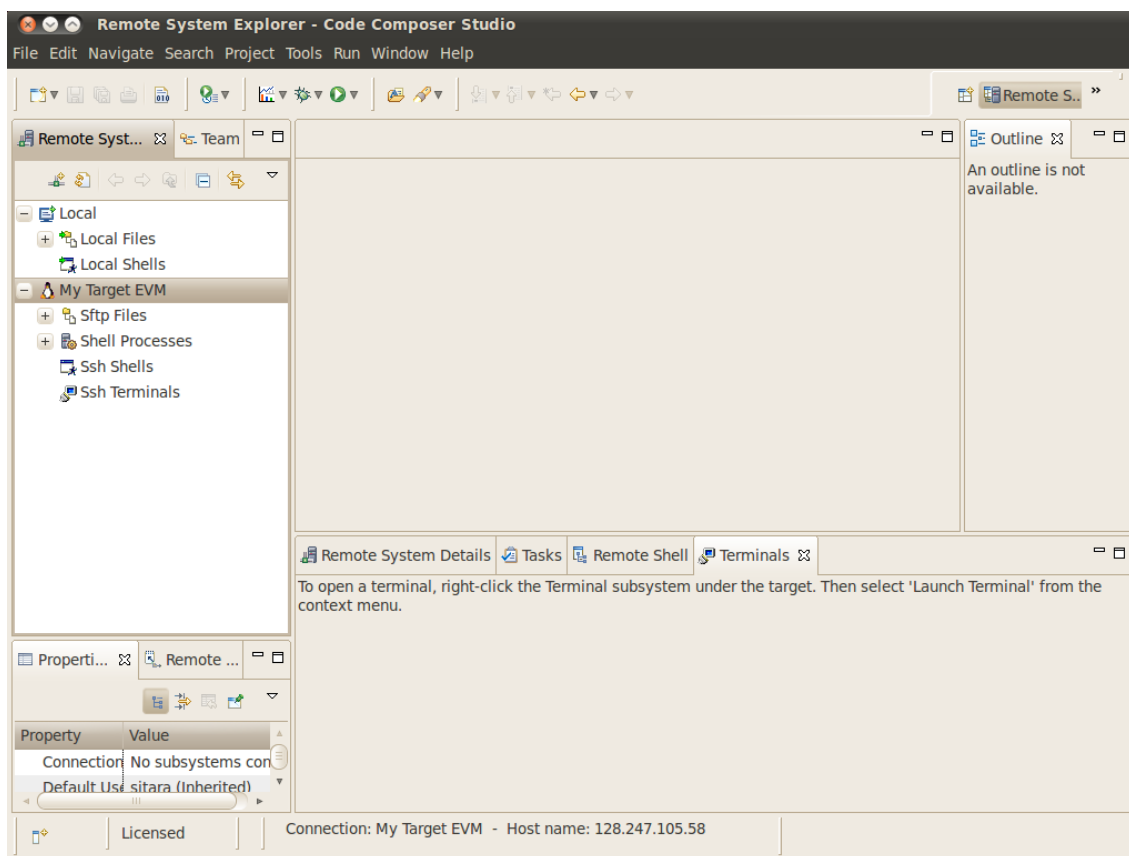 Remote System Explorer - Code Composer Studio
File Edit Navigate Search Project Tools Run Window Help
Remote S..
Remote Syst... Team
Outline
An outline is not
available.
Local
Local Files
Local Shells
My Target EVM
Sftp Files
Shell Processes
Ssh Shells
Ssh Terminals
Remote System Details Tasks Remote Shell Terminals
To open a terminal, right-click the Terminal subsystem under the target. Then select 'Launch Terminal' from the
context menu.
Properti... Remote ...
Property Value
Connection No subsystems con
Default Use sitara (Inherited)
Licensed Connection: My Target EVM - Host name: 128.247.105.58